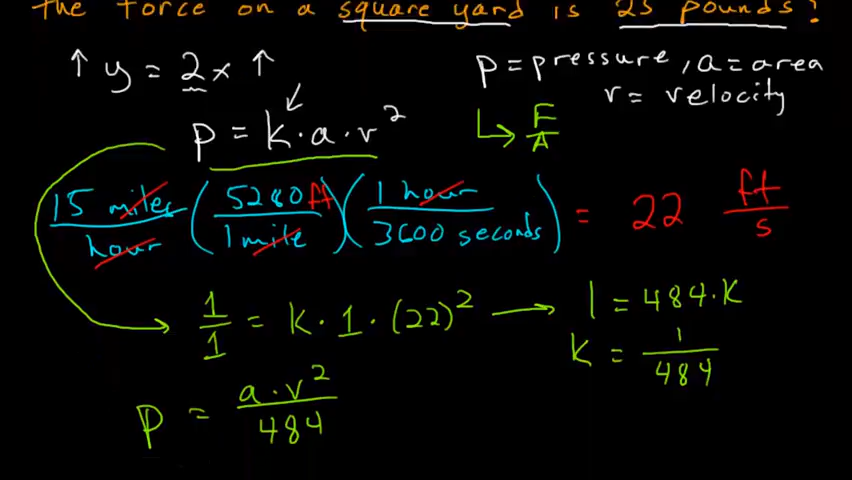 the force on a square yard is 25 pounds?
↑ y = 2x ↑
p = pressure, a = area
v = velocity
p = k·a·v²
F/A
15 miles/hour (5280 ft/1 mile)(1 hour/3600 seconds) = 22 ft/s
1/1 = k·1·(22)² → 1 = 484·k
k = 1/484
p = a·v²/484